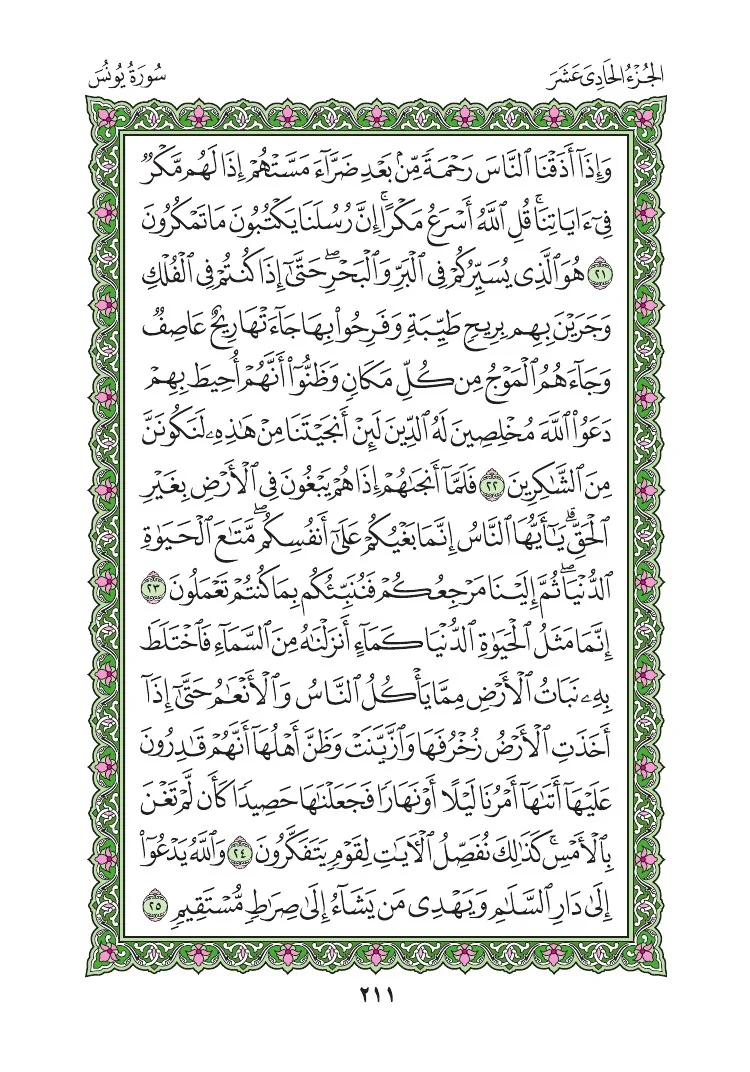 الجُزْءُ الحَادِي عَشَرَ
سُورَةُ يُونُسَ
وَإِذَآ أَذَقْنَا ٱلنَّاسَ رَحْمَةً مِّنۢ بَعْدِ ضَرَّآءَ مَسَّتْهُمْ إِذَا لَهُم مَّكْرٌ
فِىٓ ءَايَاتِنَا ۚ قُلِ ٱللَّهُ أَسْرَعُ مَكْرًا ۚ إِنَّ رُسُلَنَا يَكْتُبُونَ مَا تَمْكُرُونَ
٢١ هُوَ ٱلَّذِى يُسَيِّرُكُمْ فِى ٱلْبَرِّ وَٱلْبَحْرِ ۖ حَتَّىٰٓ إِذَا كُنتُمْ فِى ٱلْفُلْكِ
وَجَرَيْنَ بِهِم بِرِيحٍ طَيِّبَةٍ وَفَرِحُوا۟ بِهَا جَآءَتْهَا رِيحٌ عَاصِفٌ
وَجَآءَهُمُ ٱلْمَوْجُ مِن كُلِّ مَكَانٍ وَظَنُّوٓا۟ أَنَّهُمْ أُحِيطَ بِهِمْ
دَعَوُا۟ ٱللَّهَ مُخْلِصِينَ لَهُ ٱلدِّينَ لَئِنْ أَنجَيْتَنَا مِنْ هَٰذِهِۦ لَنَكُونَنَّ
مِنَ ٱلشَّٰكِرِينَ ٢٢ فَلَمَّآ أَنجَىٰهُمْ إِذَا هُمْ يَبْغُونَ فِى ٱلْأَرْضِ بِغَيْرِ
ٱلْحَقِّ ۗ يَٰٓأَيُّهَا ٱلنَّاسُ إِنَّمَا بَغْيُكُمْ عَلَىٰٓ أَنفُسِكُم ۖ مَّتَٰعَ ٱلْحَيَوٰةِ
ٱلدُّنْيَا ۖ ثُمَّ إِلَيْنَا مَرْجِعُكُمْ فَنُنَبِّئُكُم بِمَا كُنتُمْ تَعْمَلُونَ ٢٣
إِنَّمَا مَثَلُ ٱلْحَيَوٰةِ ٱلدُّنْيَا كَمَآءٍ أَنزَلْنَٰهُ مِنَ ٱلسَّمَآءِ فَٱخْتَلَطَ
بِهِۦ نَبَاتُ ٱلْأَرْضِ مِمَّا يَأْكُلُ ٱلنَّاسُ وَٱلْأَنْعَٰمُ حَتَّىٰٓ إِذَآ
أَخَذَتِ ٱلْأَرْضُ زُخْرُفَهَا وَٱزَّيَّنَتْ وَظَنَّ أَهْلُهَآ أَنَّهُمْ قَٰدِرُونَ
عَلَيْهَآ أَتَىٰهَآ أَمْرُنَا لَيْلًا أَوْ نَهَارًا فَجَعَلْنَٰهَا حَصِيدًا كَأَن لَّمْ تَغْنَ
بِٱلْأَمْسِ ۚ كَذَٰلِكَ نُفَصِّلُ ٱلْءَايَٰتِ لِقَوْمٍ يَتَفَكَّرُونَ ٢٤ وَٱللَّهُ يَدْعُوٓا۟
إِلَىٰ دَارِ ٱلسَّلَٰمِ وَيَهْدِى مَن يَشَآءُ إِلَىٰ صِرَٰطٍ مُّسْتَقِيمٍ ٢٥
٢١١